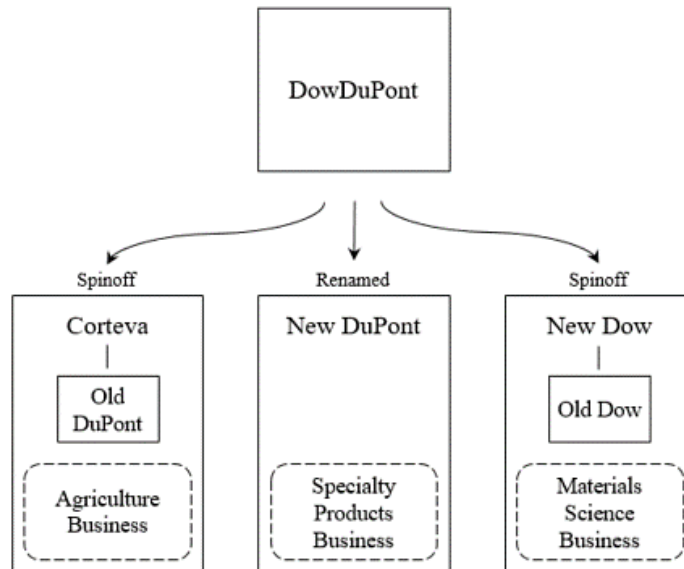 DowDuPont
Spinoff
Renamed
Spinoff
Corteva
New DuPont
New Dow
Old
DuPont
Old Dow
Agriculture
Business
Specialty
Products
Business
Materials
Science
Business